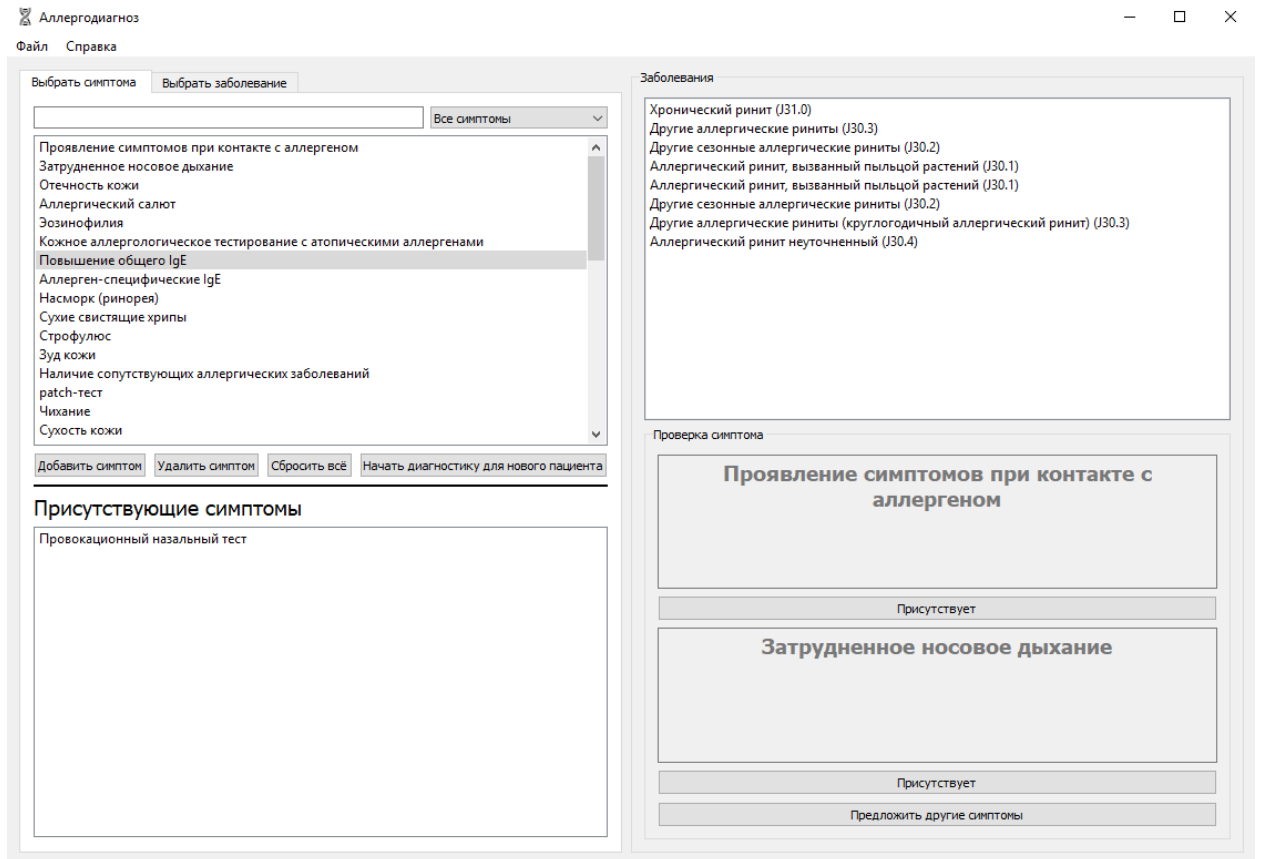 Аллергодиагноз
Файл Справка
Выбрать симптома Выбрать заболевание
Все симптомы
Проявление симптомов при контакте с аллергеном
Затрудненное носовое дыхание
Отечность кожи
Аллергический салют
Эозинофилия
Кожное аллергологическое тестирование с атопическими аллергенами
Повышение общего IgE
Аллерген-специфические IgE
Насморк (ринорея)
Сухие свистящие хрипы
Строфулюс
Зуд кожи
Наличие сопутствующих аллергических заболеваний
patch-тест
Чихание
Сухость кожи
Добавить симптом Удалить симптом Сбросить всё Начать диагностику для нового пациента
Присутствующие симптомы
Провокационный назальный тест
Заболевания
Хронический ринит (J31.0)
Другие аллергические риниты (J30.3)
Другие сезонные аллергические риниты (J30.2)
Аллергический ринит, вызванный пыльцой растений (J30.1)
Аллергический ринит, вызванный пыльцой растений (J30.1)
Другие сезонные аллергические риниты (J30.2)
Другие аллергические риниты (круглогодичный аллергический ринит) (J30.3)
Аллергический ринит неуточненный (J30.4)
Проверка симптома
Проявление симптомов при контакте с
аллергеном
Присутствует
Затрудненное носовое дыхание
Присутствует
Предложить другие симптомы